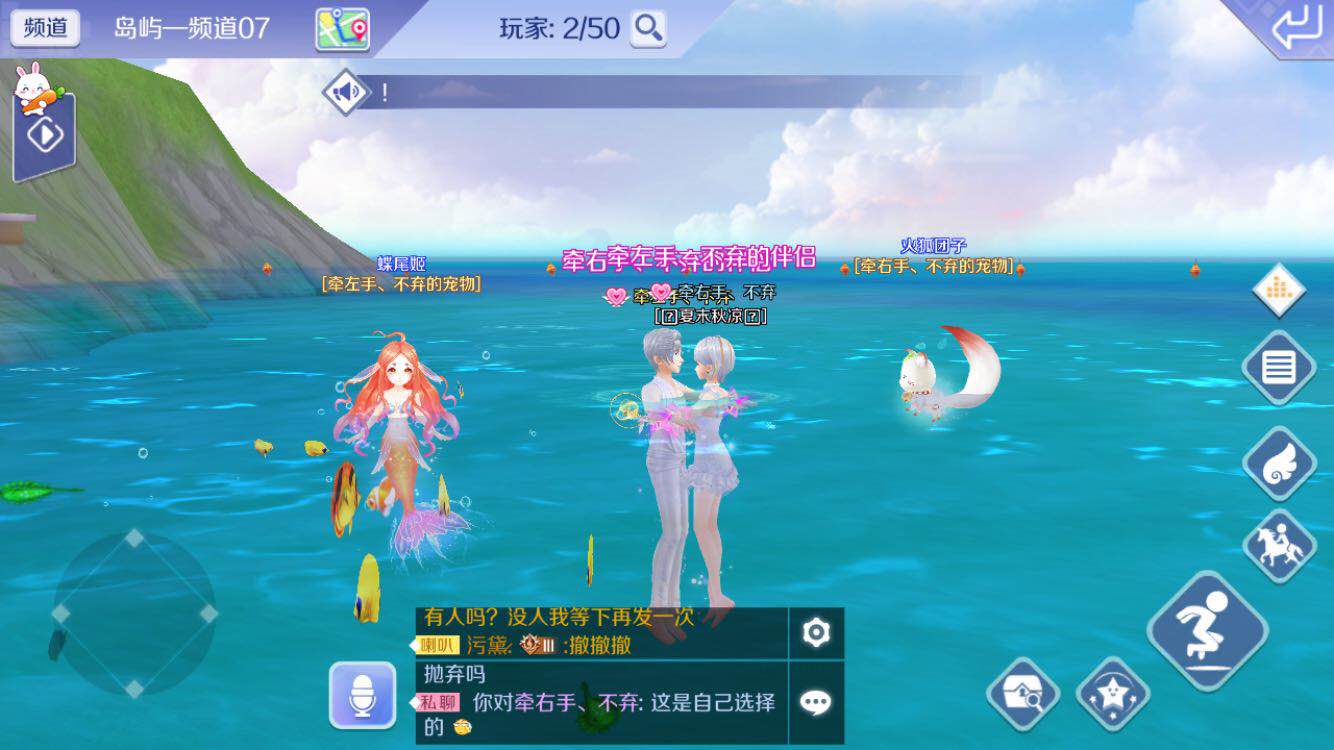 频道
岛屿—频道07
玩家: 2/50
!
火狐团子
[牵右手、不弃的宠物]
蝶尾姬
[牵左手、不弃的宠物]
牵右牵左手、弃不弃的伴侣
牵右手、不弃
夏末秋凉
有人吗？没人我等下再发一次
喇叭 污黛: III :撤撤撤
抛弃吗
私聊 你对牵右手、不弃: 这是自己选择
的